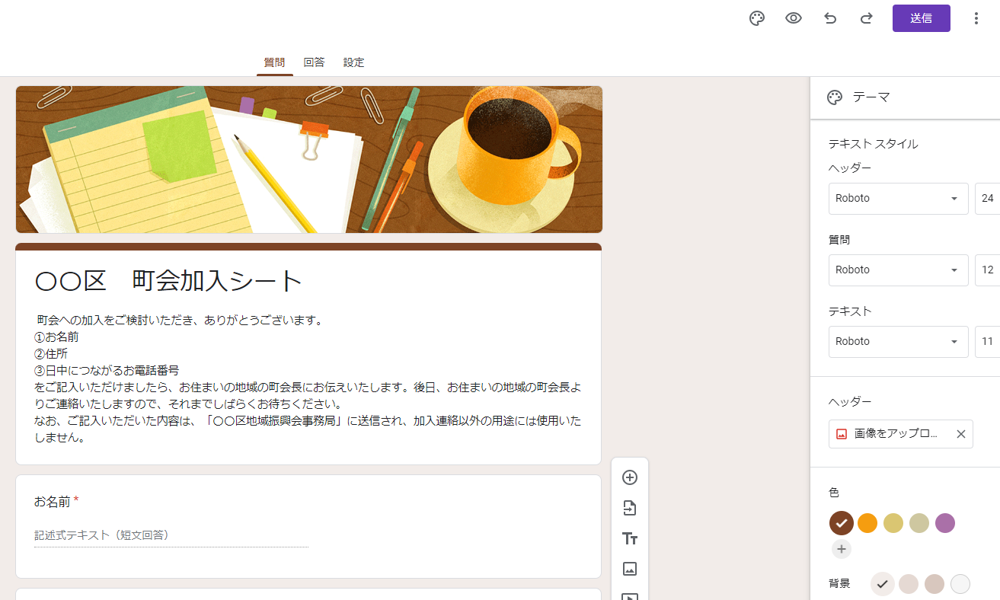 送信
質問 回答 設定
テーマ
テキスト スタイル
ヘッダー
Roboto 24
質問
Roboto 12
テキスト
Roboto 11
ヘッダー
画像をアップロ...
色
背景
〇〇区　町会加入シート
町会への加入をご検討いただき、ありがとうございます。
①お名前
②住所
③日中につながるお電話番号
をご記入いただけましたら、お住まいの地域の町会長にお伝えいたします。後日、お住まいの地域の町会長よ
りご連絡いたしますので、それまでしばらくお待ちください。
なお、ご記入いただいた内容は、「〇〇区地域振興会事務局」に送信され、加入連絡以外の用途には使用いた
しません。
お名前 *
記述式テキスト（短文回答）